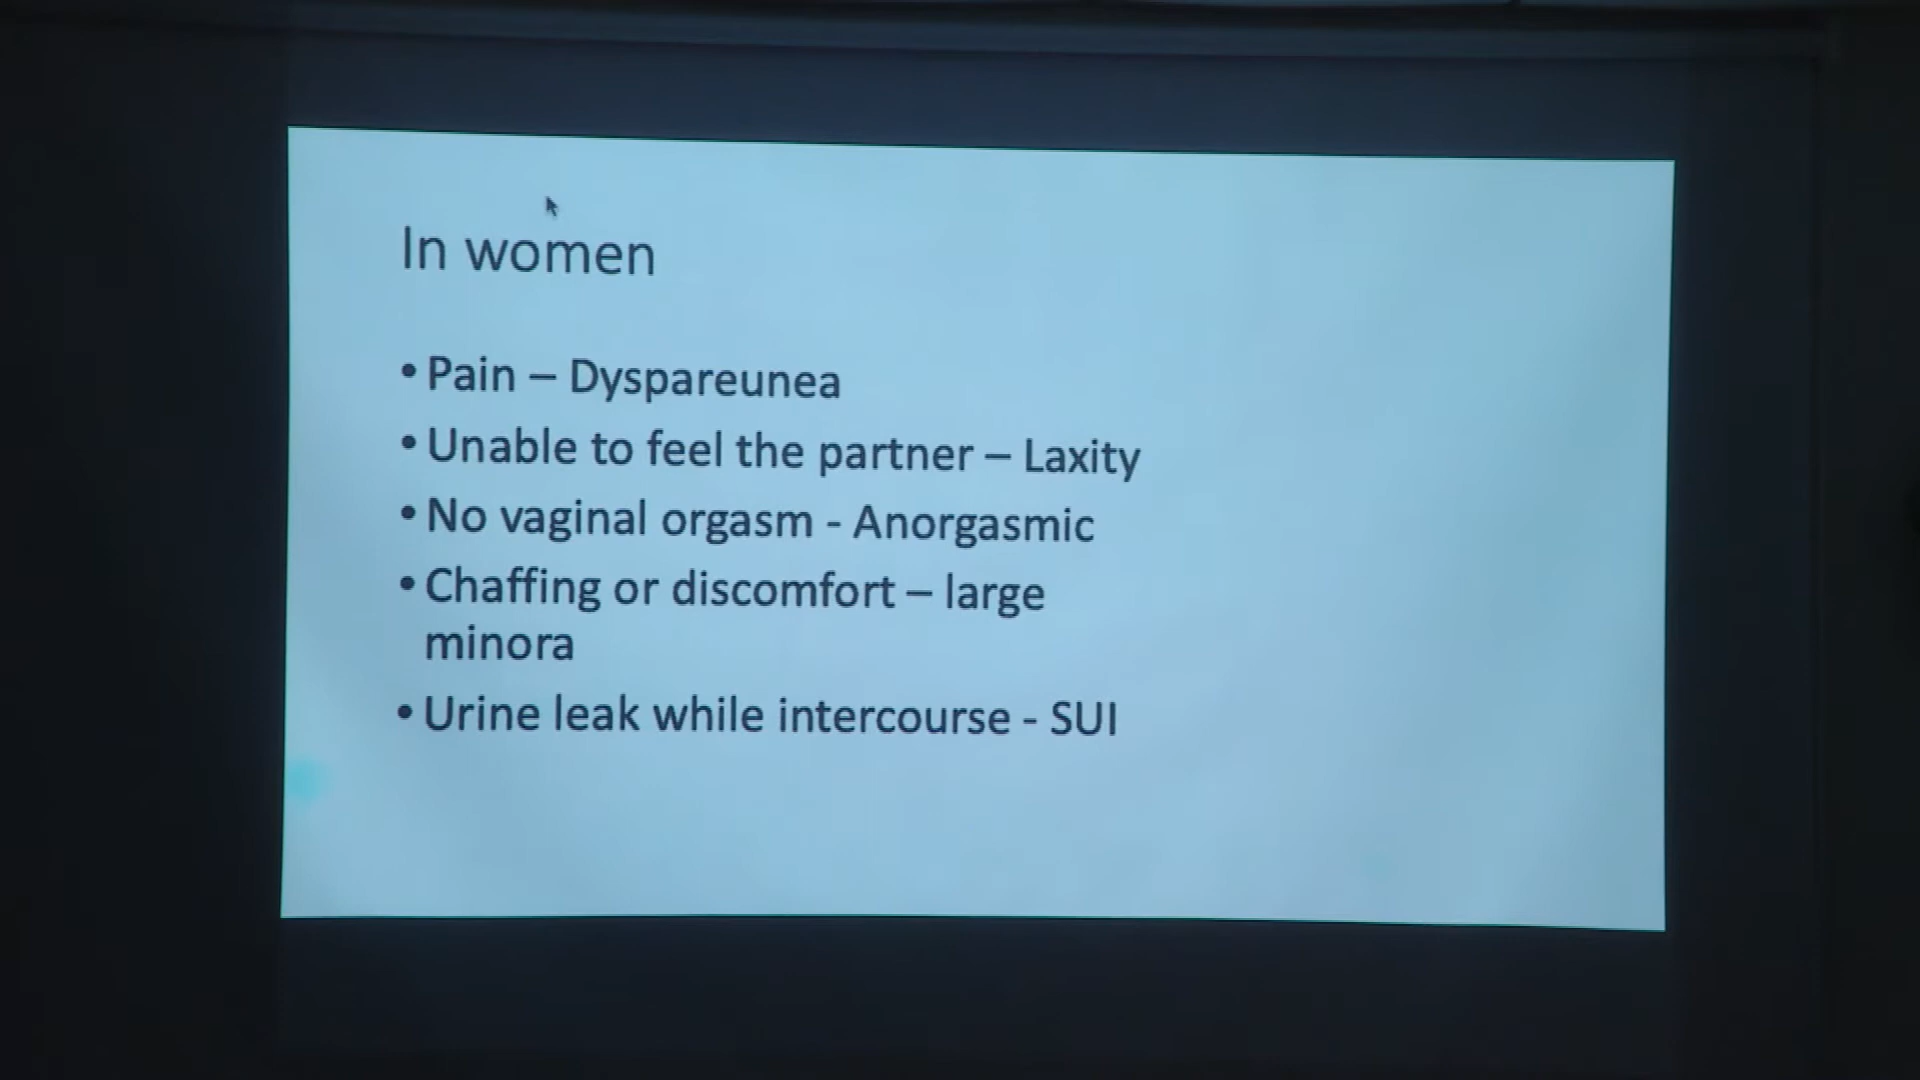 In women
• Pain – Dyspareunea
• Unable to feel the partner – Laxity
• No vaginal orgasm - Anorgasmic
• Chaffing or discomfort – large
minora
• Urine leak while intercourse - SUI